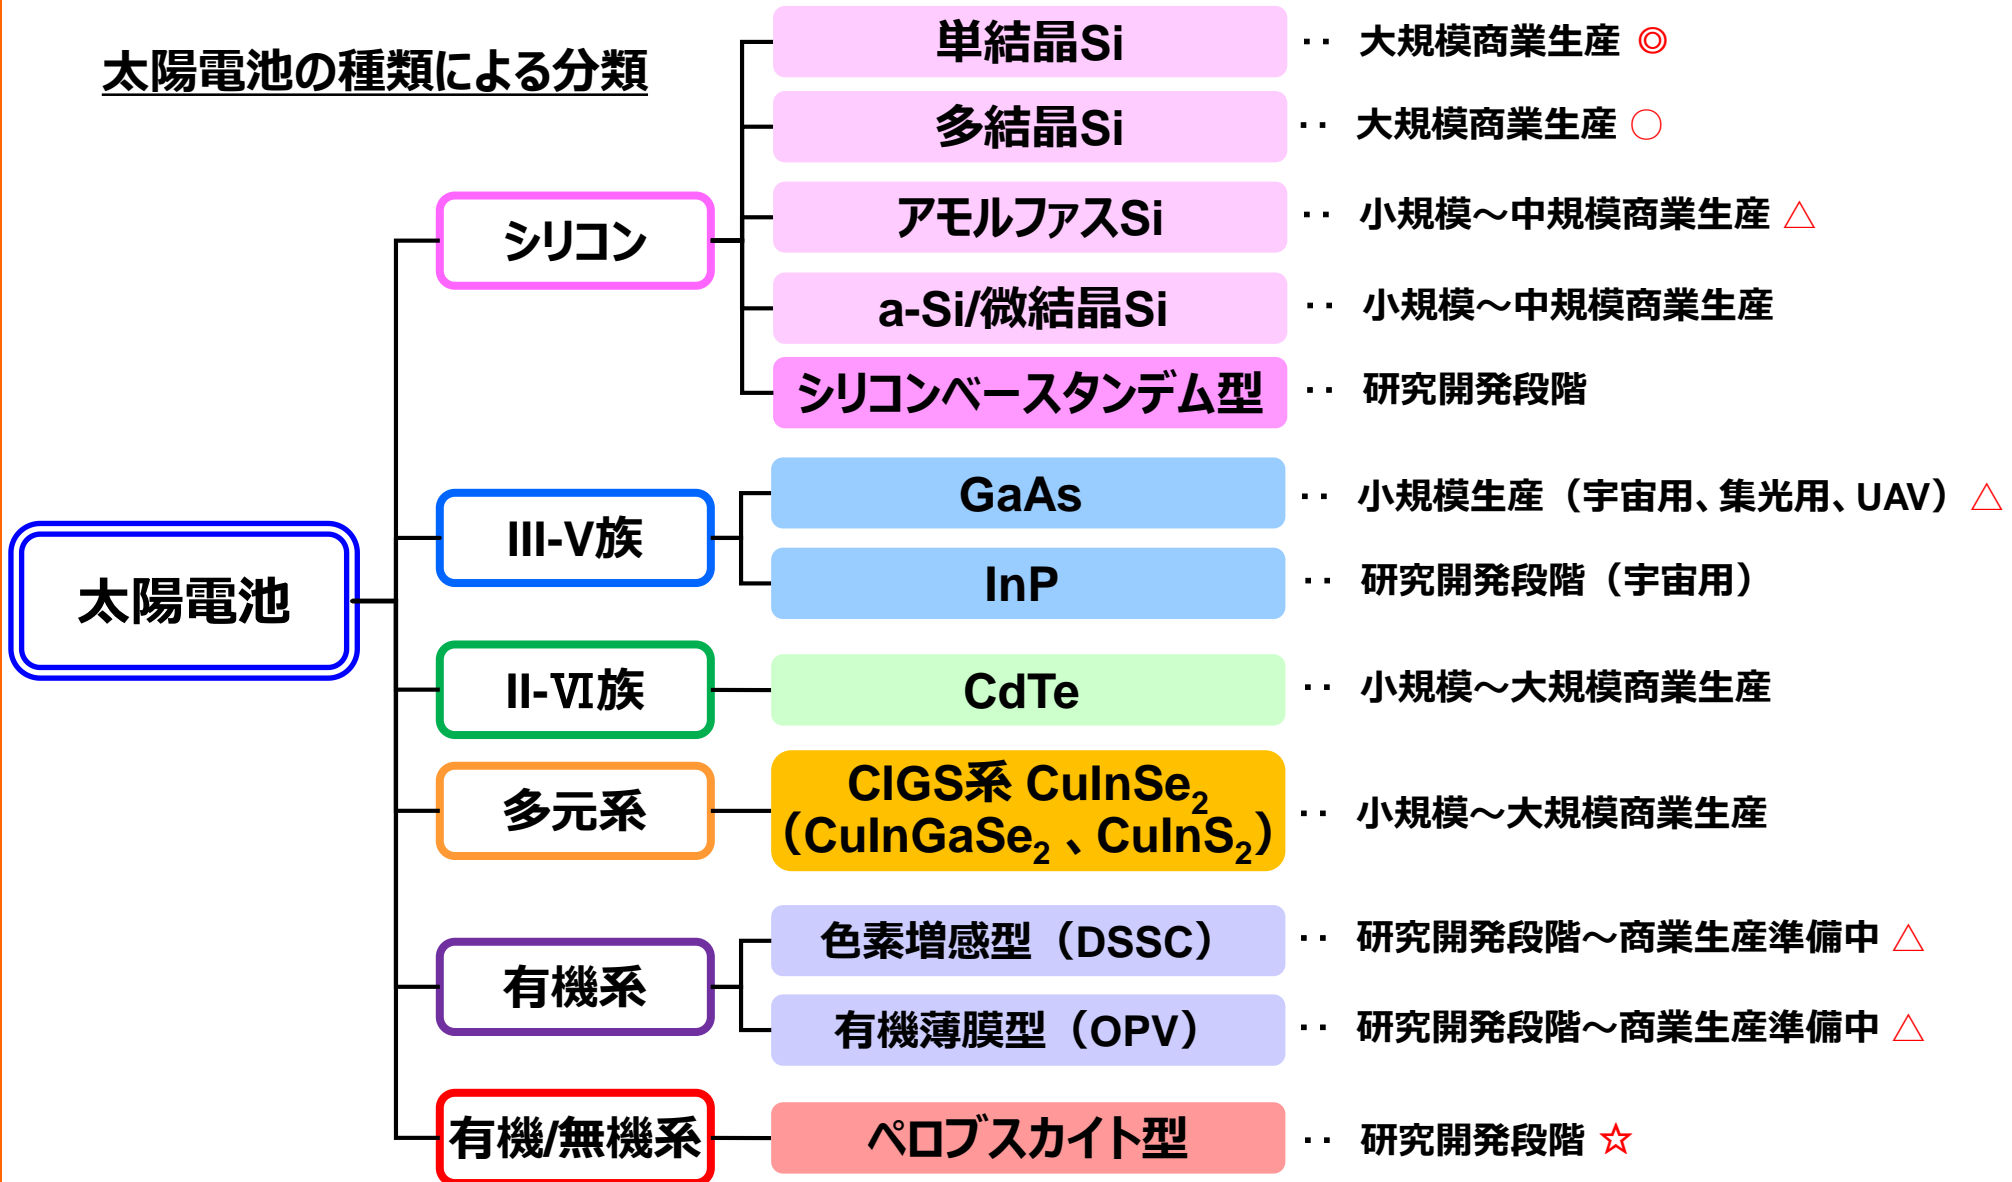 太陽電池の種類による分類
太陽電池
シリコン
単結晶Si ‥ 大規模商業生産 ◎
多結晶Si ‥ 大規模商業生産 ○
アモルファスSi ‥ 小規模～中規模商業生産 △
a-Si/微結晶Si ‥ 小規模～中規模商業生産
シリコンベースタンデム型 ‥ 研究開発段階
III-V族
GaAs ‥ 小規模生産（宇宙用、集光用、UAV）△
InP ‥ 研究開発段階（宇宙用）
II-Ⅵ族
CdTe ‥ 小規模～大規模商業生産
多元系
CIGS系 CuInSe₂
（CuInGaSe₂ 、CuInS₂） ‥ 小規模～大規模商業生産
有機系
色素増感型（DSSC） ‥ 研究開発段階～商業生産準備中 △
有機薄膜型（OPV） ‥ 研究開発段階～商業生産準備中 △
有機/無機系
ペロブスカイト型 ‥ 研究開発段階 ☆